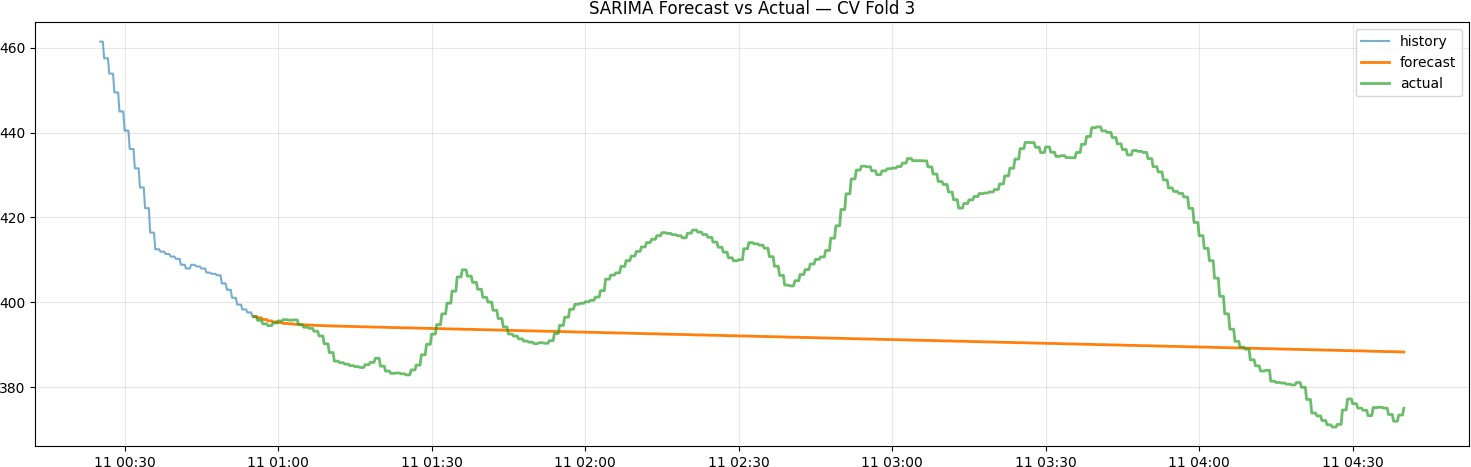 SARIMA Forecast vs Actual — CV Fold 3
history
forecast
actual
460
440
420
400
380
11 00:30 11 01:00 11 01:30 11 02:00 11 02:30 11 03:00 11 03:30 11 04:00 11 04:30